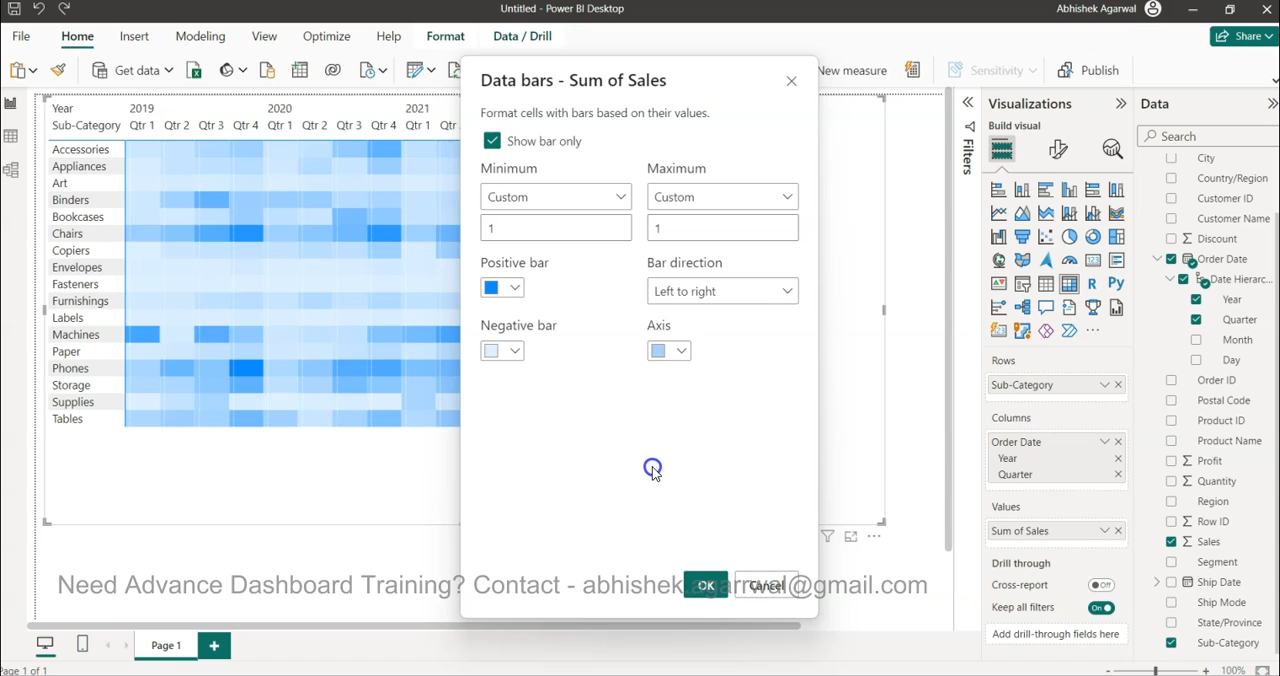 Untitled - Power BI Desktop
Abhishek Agarwal
File Home Insert Modeling View Optimize Help Format Data / Drill Share
Get data New measure Sensitivity Publish
Year 2019 2020 2021
Sub-Category Qtr 1 Qtr 2 Qtr 3 Qtr 4 Qtr 1 Qtr 2 Qtr 3 Qtr 4 Qtr 1 Qtr
Accessories
Appliances
Art
Binders
Bookcases
Chairs
Copiers
Envelopes
Fasteners
Furnishings
Labels
Machines
Paper
Phones
Storage
Supplies
Tables
Data bars - Sum of Sales
Format cells with bars based on their values.
Show bar only
Minimum Maximum
Custom Custom
1 1
Positive bar Bar direction
Left to right
Negative bar Axis
OK Cancel
Need Advance Dashboard Training? Contact - abhishek.agarrwal@gmail.com
Filters
Visualizations
Build visual
R Py
Rows
Sub-Category
Columns
Order Date
Year
Quarter
Values
Sum of Sales
Drill through
Cross-report Off
Keep all filters On
Add drill-through fields here
Data
Search
City
Country/Region
Customer ID
Customer Name
Discount
Order Date
Date Hierarc...
Year
Quarter
Month
Day
Order ID
Postal Code
Product ID
Product Name
Profit
Quantity
Region
Row ID
Sales
Segment
Ship Date
Ship Mode
State/Province
Sub-Category
Page 1
Page 1 of 1
100%